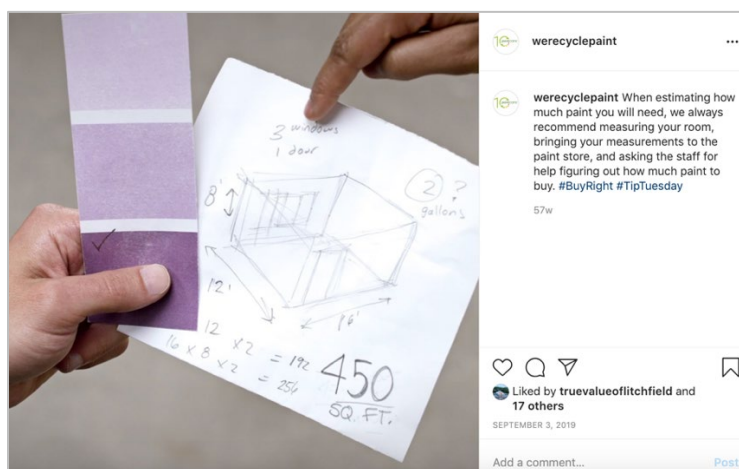 3 windows
1 door
2 ?
gallons
8'
12'
16'
12 x 2 = 192
16 x 8 x 2 = 254
450
SQ. FT.
werecyclepaint
...
werecyclepaint When estimating how
much paint you will need, we always
recommend measuring your room,
bringing your measurements to the
paint store, and asking the staff for
help figuring out how much paint to
buy. #BuyRight #TipTuesday
57w
Liked by truevalueoflitchfield and
17 others
SEPTEMBER 3, 2019
Add a comment...
Post